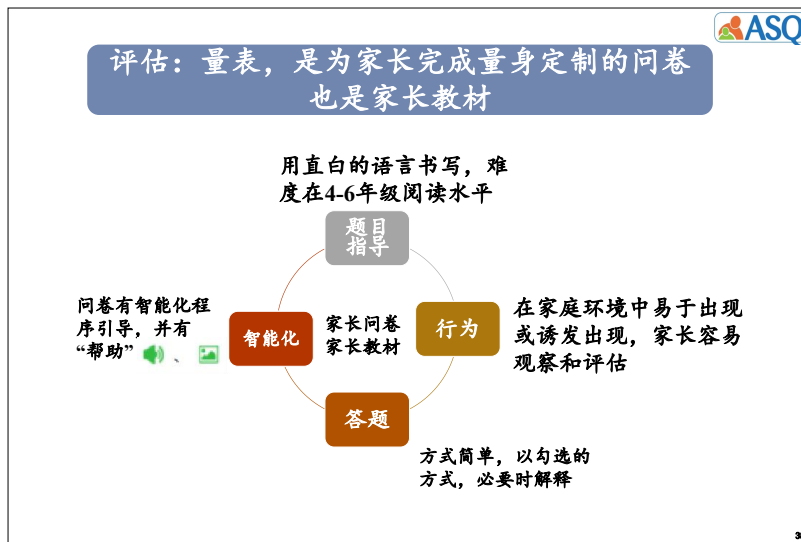 ASQ
评估：量表，是为家长完成量身定制的问卷
也是家长教材
用直白的语言书写，难
度在4-6年级阅读水平
题目
指导
问卷有智能化程
序引导，并有
“帮助” 、
智能化
家长问卷
家长教材
行为
在家庭环境中易于出现
或诱发出现，家长容易
观察和评估
答题
方式简单，以勾选的
方式，必要时解释